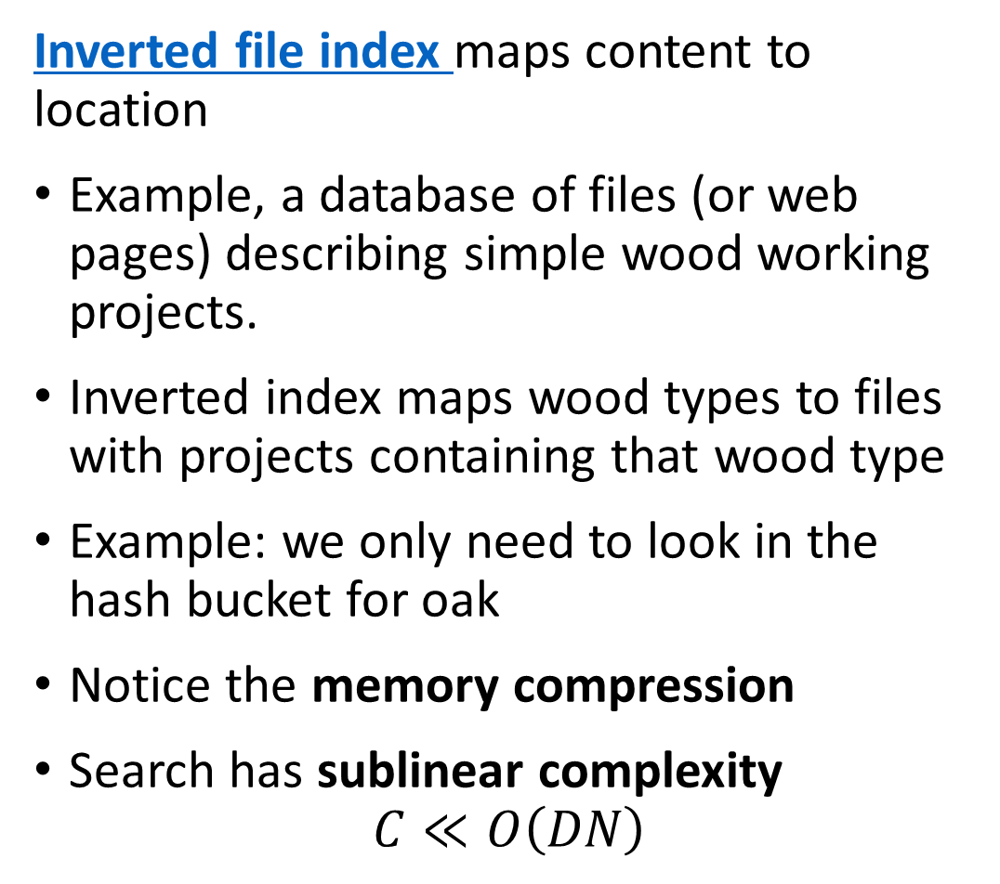 Inverted file index maps content to
location
• Example, a database of files (or web
pages) describing simple wood working
projects.
• Inverted index maps wood types to files
with projects containing that wood type
• Example: we only need to look in the
hash bucket for oak
• Notice the memory compression
• Search has sublinear complexity
𝐶 ≪ 𝑂(𝐷𝑁)